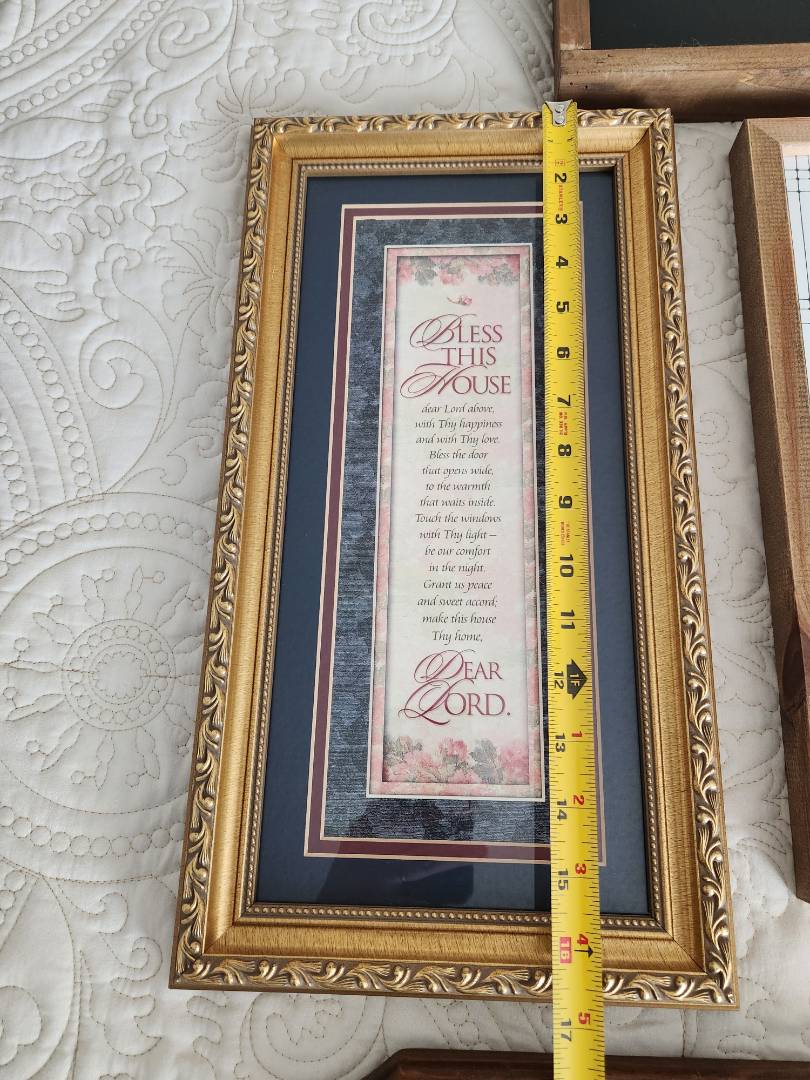 Bless
this
House
dear Lord above,
with Thy happiness
and with Thy love.
Bless the door
that opens wide,
to the warmth
that waits inside.
Touch the windows
with Thy light—
be our comfort
in the night.
Grant us peace
and sweet accord;
make this house
Thy home,
Dear
Lord.
2
3
4
5
6
7
8
9
10
11
1F
12
1
13
2
14
3
15
4
16
5
17